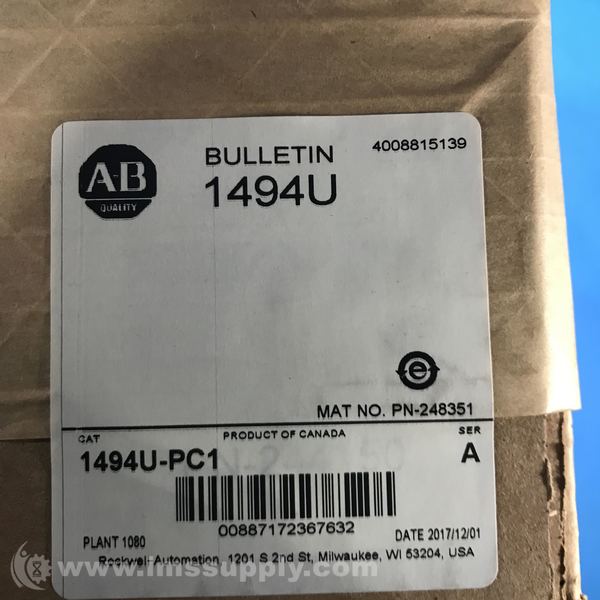 A-B
QUALITY
BULLETIN
1494U
4008815139
e
MAT NO. PN-248351
CAT
PRODUCT OF CANADA
SER
1494U-PC1
A
00887172367632
PLANT 1080
DATE 2017/12/01
Rockwell Automation, 1201 S 2nd St, Milwaukee, WI 53204, USA
www.imssupply.com